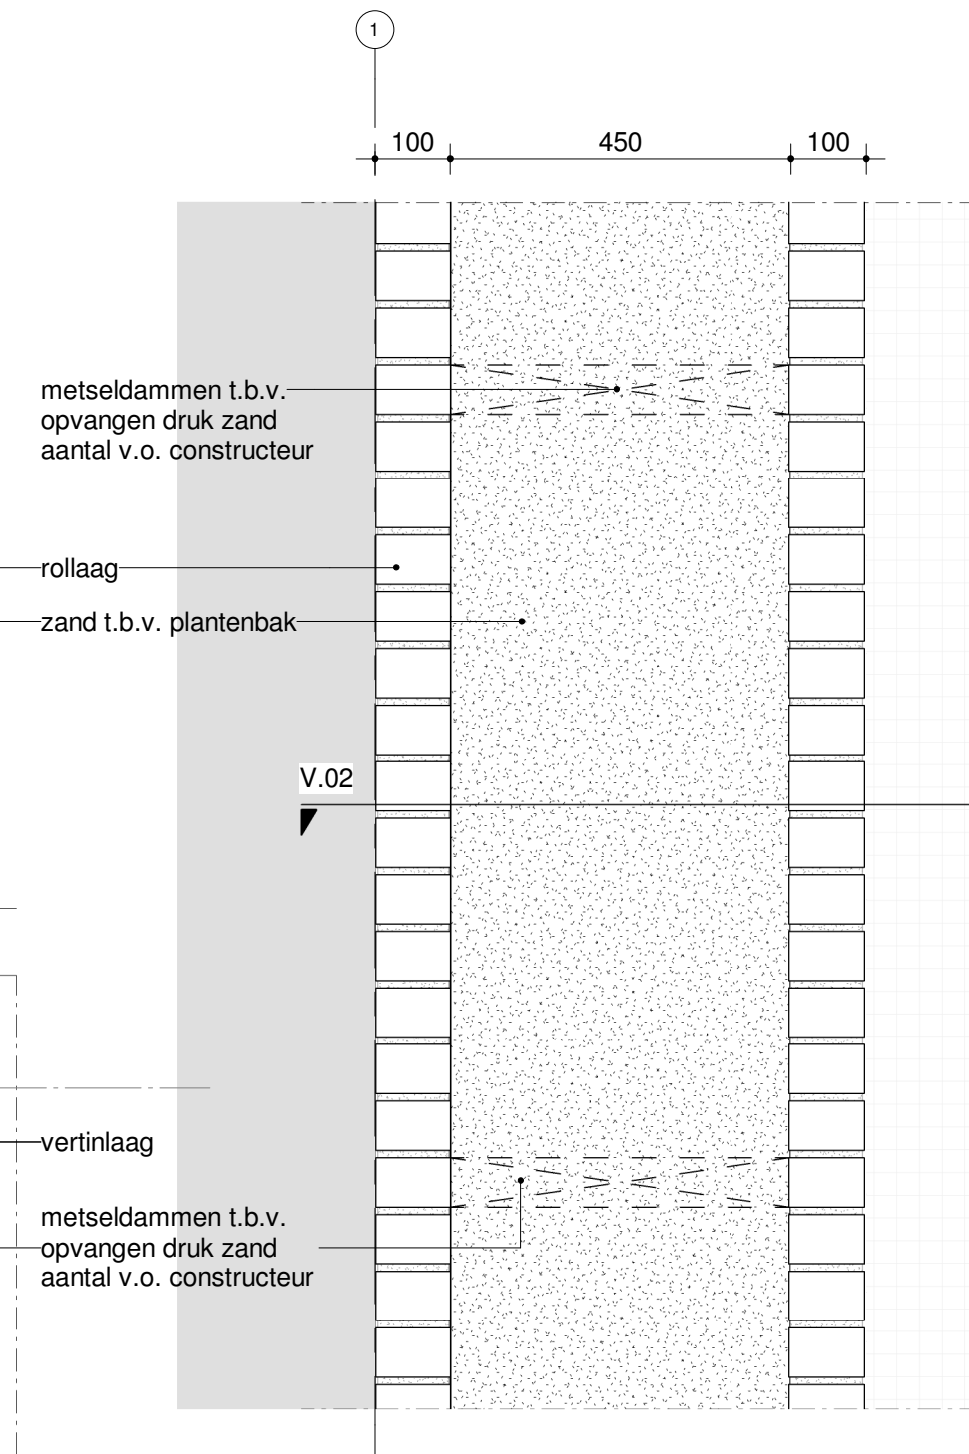 1
100 450 100
metseldammen t.b.v.
opvangen druk zand
aantal v.o. constructeur
rollaag
zand t.b.v. plantenbak
V.02
vertinlaag
metseldammen t.b.v.
opvangen druk zand
aantal v.o. constructeur